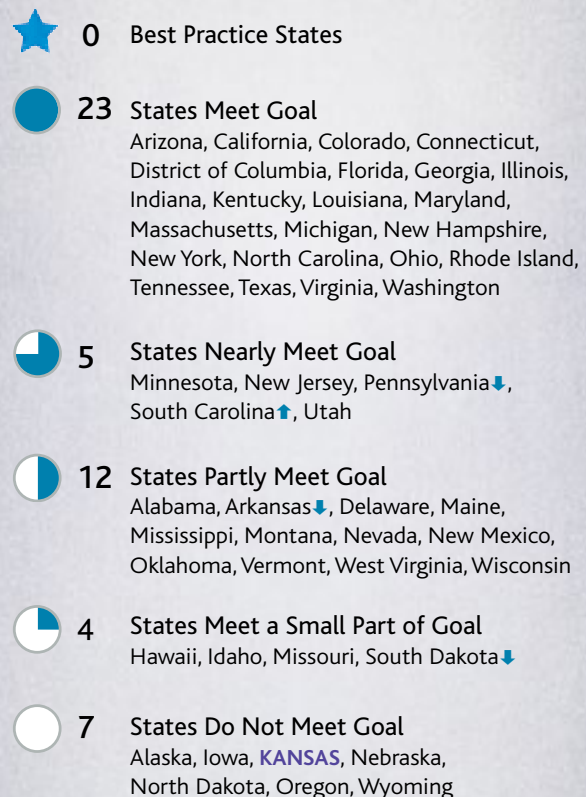 0 Best Practice States
23 States Meet Goal
Arizona, California, Colorado, Connecticut,
District of Columbia, Florida, Georgia, Illinois,
Indiana, Kentucky, Louisiana, Maryland,
Massachusetts, Michigan, New Hampshire,
New York, North Carolina, Ohio, Rhode Island,
Tennessee, Texas, Virginia, Washington
5 States Nearly Meet Goal
Minnesota, New Jersey, Pennsylvania⬇,
South Carolina⬆, Utah
12 States Partly Meet Goal
Alabama, Arkansas⬇, Delaware, Maine,
Mississippi, Montana, Nevada, New Mexico,
Oklahoma, Vermont, West Virginia, Wisconsin
4 States Meet a Small Part of Goal
Hawaii, Idaho, Missouri, South Dakota⬇
7 States Do Not Meet Goal
Alaska, Iowa, KANSAS, Nebraska,
North Dakota, Oregon, Wyoming